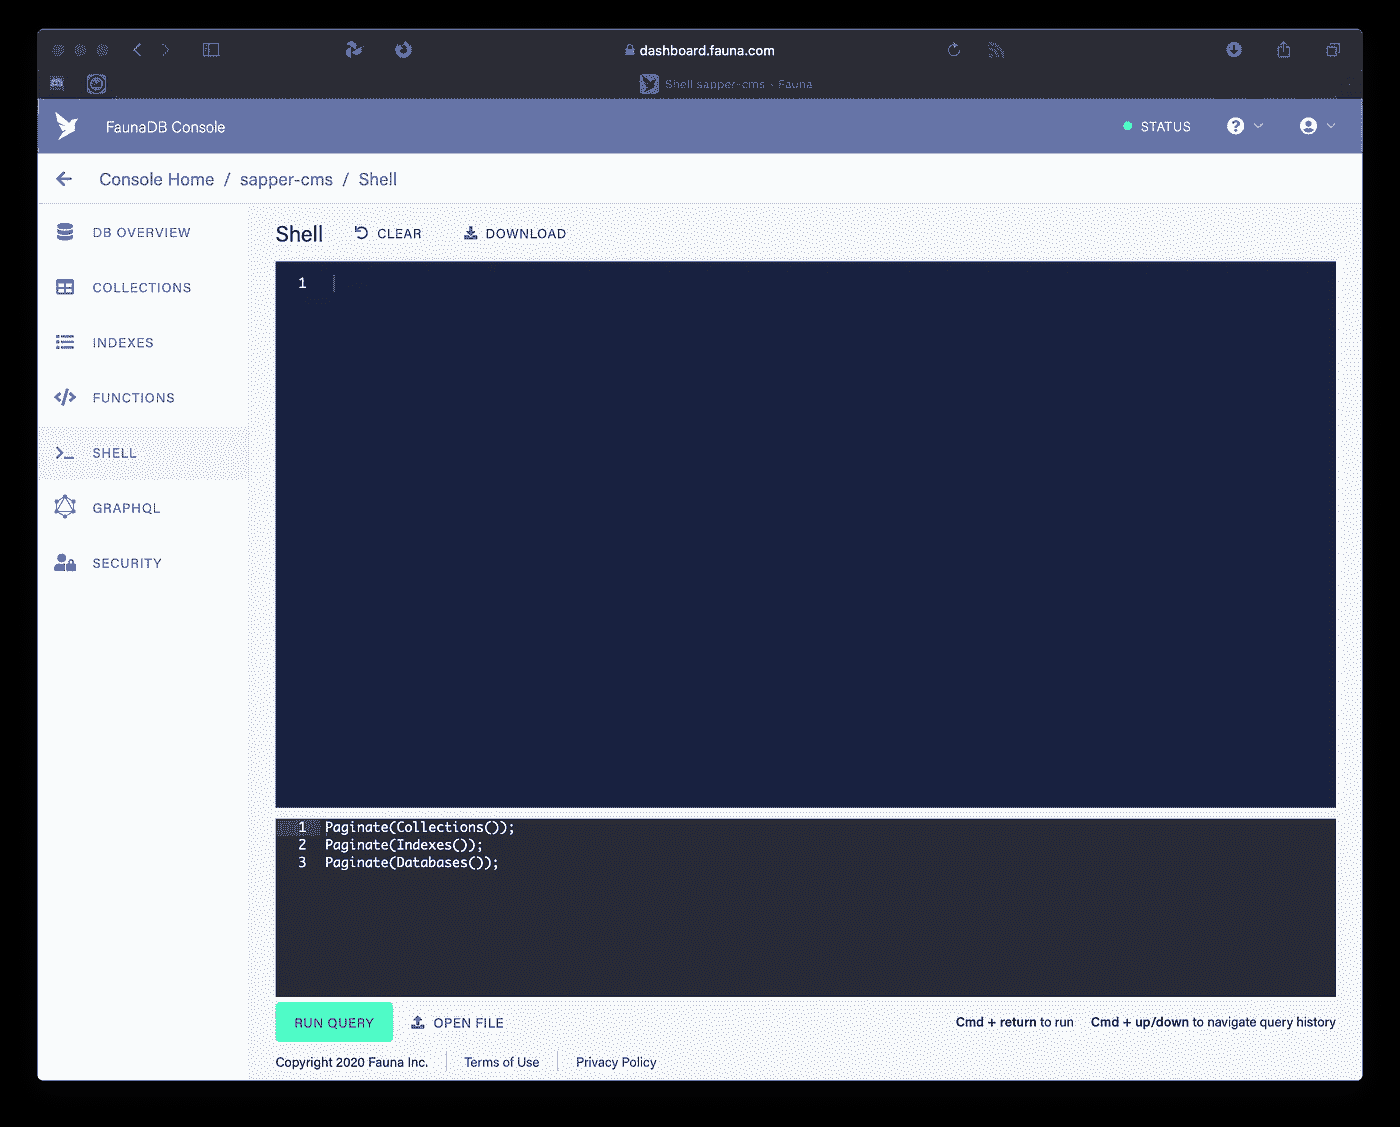 dashboard.fauna.com
Shell sapper-cms - Fauna
FaunaDB Console
STATUS
Console Home / sapper-cms / Shell
DB OVERVIEW
COLLECTIONS
INDEXES
FUNCTIONS
SHELL
GRAPHQL
SECURITY
Shell CLEAR DOWNLOAD
1
1 Paginate(Collections());
2 Paginate(Indexes());
3 Paginate(Databases());
RUN QUERY OPEN FILE Cmd + return to run Cmd + up/down to navigate query history
Copyright 2020 Fauna Inc. Terms of Use Privacy Policy